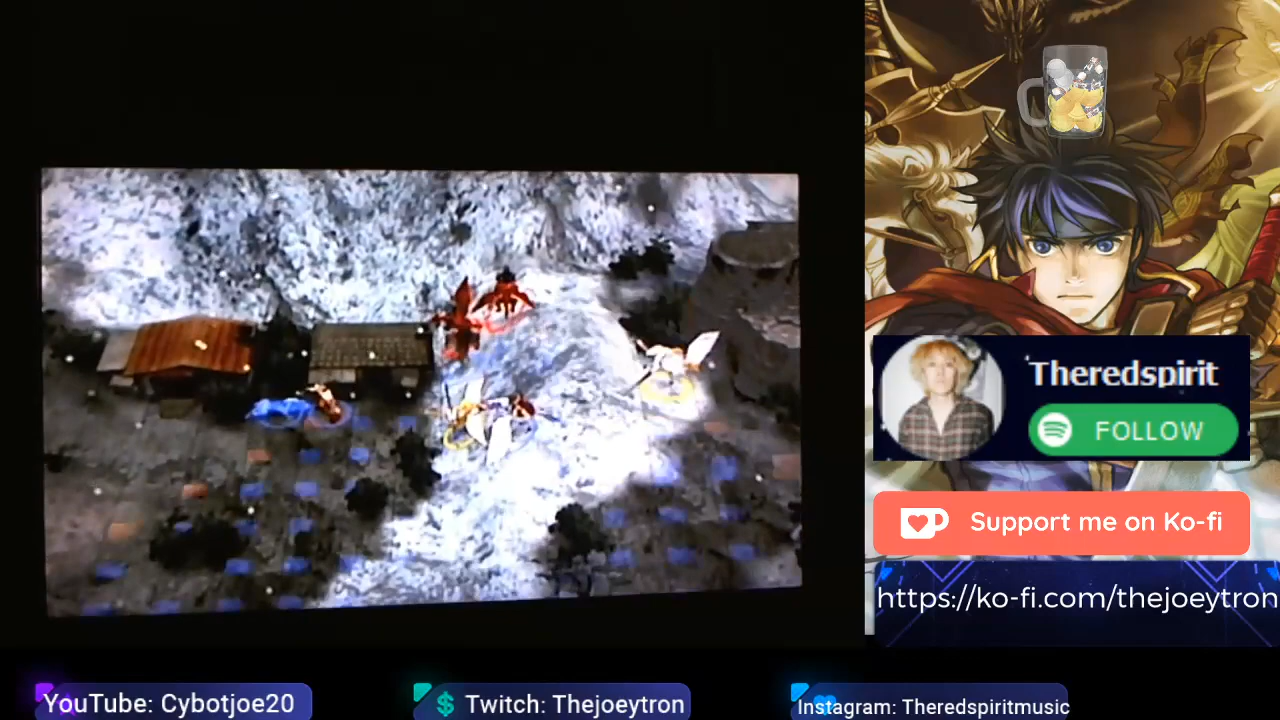 Theredspirit
FOLLOW
Support me on Ko-fi
https://ko-fi.com/thejoeytron
YouTube: Cybotjoe20
$ Twitch: Thejoeytron
Instagram: Theredspiritmusic